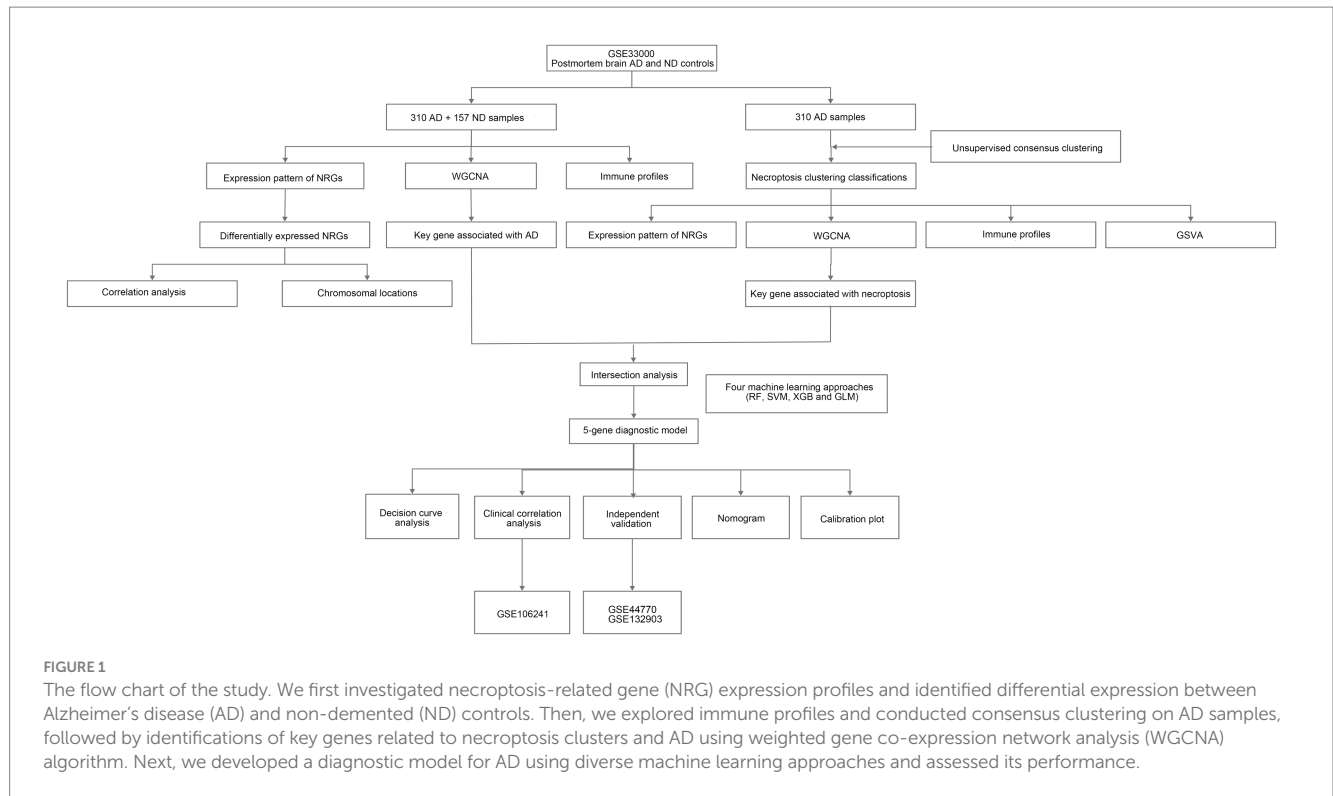 GSE33000
Postmortem brain AD and ND controls
310 AD + 157 ND samples
310 AD samples
Unsupervised consensus clustering
Expression pattern of NRGs
WGCNA
Immune profiles
Necroptosis clustering classifications
Differentially expressed NRGs
Key gene associated with AD
Expression pattern of NRGs
WGCNA
Immune profiles
GSVA
Correlation analysis
Chromosomal locations
Key gene associated with necroptosis
Intersection analysis
Four machine learning approaches
(RF, SVM, XGB and GLM)
5-gene diagnostic model
Decision curve
analysis
Clinical correlation
analysis
Independent
validation
Nomogram
Calibration plot
GSE106241
GSE44770
GSE132903
FIGURE 1
The flow chart of the study. We first investigated necroptosis-related gene (NRG) expression profiles and identified differential expression between
Alzheimer's disease (AD) and non-demented (ND) controls. Then, we explored immune profiles and conducted consensus clustering on AD samples,
followed by identifications of key genes related to necroptosis clusters and AD using weighted gene co-expression network analysis (WGCNA)
algorithm. Next, we developed a diagnostic model for AD using diverse machine learning approaches and assessed its performance.